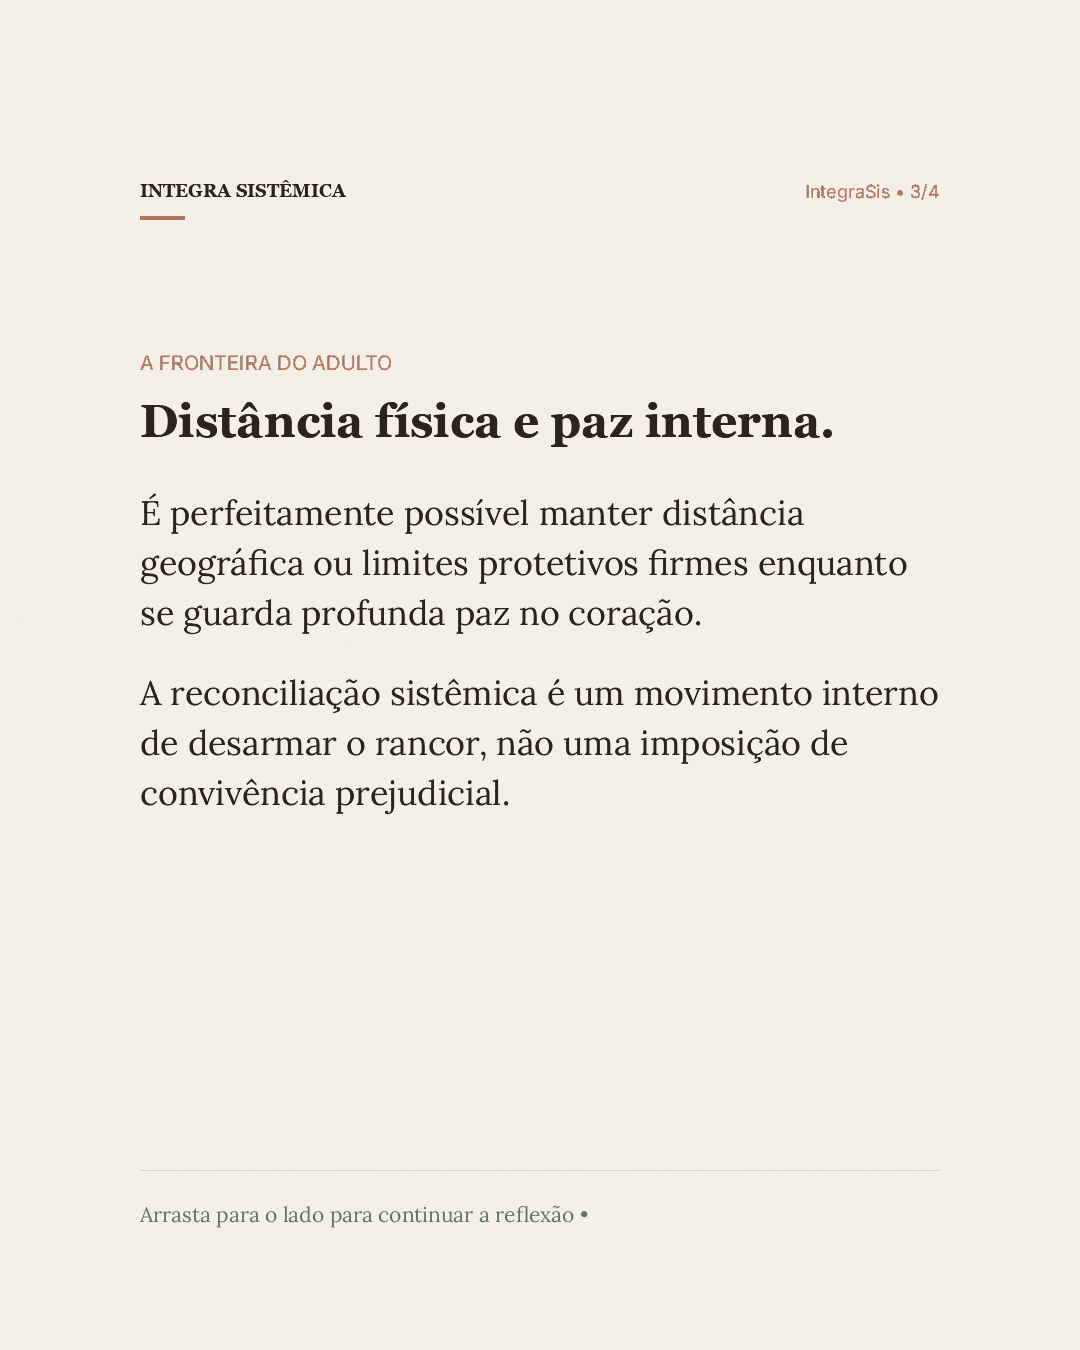 INTEGRA SISTÊMICA
IntegraSis • 3/4
A FRONTEIRA DO ADULTO
Distância física e paz interna.
É perfeitamente possível manter distância
geográfica ou limites protetivos firmes enquanto
se guarda profunda paz no coração.
A reconciliação sistêmica é um movimento interno
de desarmar o rancor, não uma imposição de
convivência prejudicial.
Arrasta para o lado para continuar a reflexão •